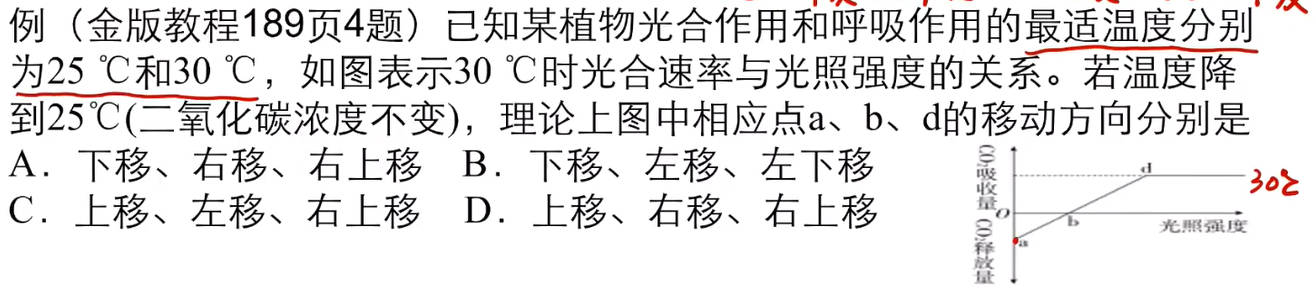 例（金版教程189页4题）已知某植物光合作用和呼吸作用的最适温度分别
为25 ℃和30 ℃，如图表示30 ℃时光合速率与光照强度的关系。若温度降
到25℃(二氧化碳浓度不变)，理论上图中相应点a、b、d的移动方向分别是
A．下移、右移、右上移 B．下移、左移、左下移
C．上移、左移、右上移 D．上移、右移、右上移
CO₂吸收量
d
30℃
O
b
光照强度
a
CO₂释放量